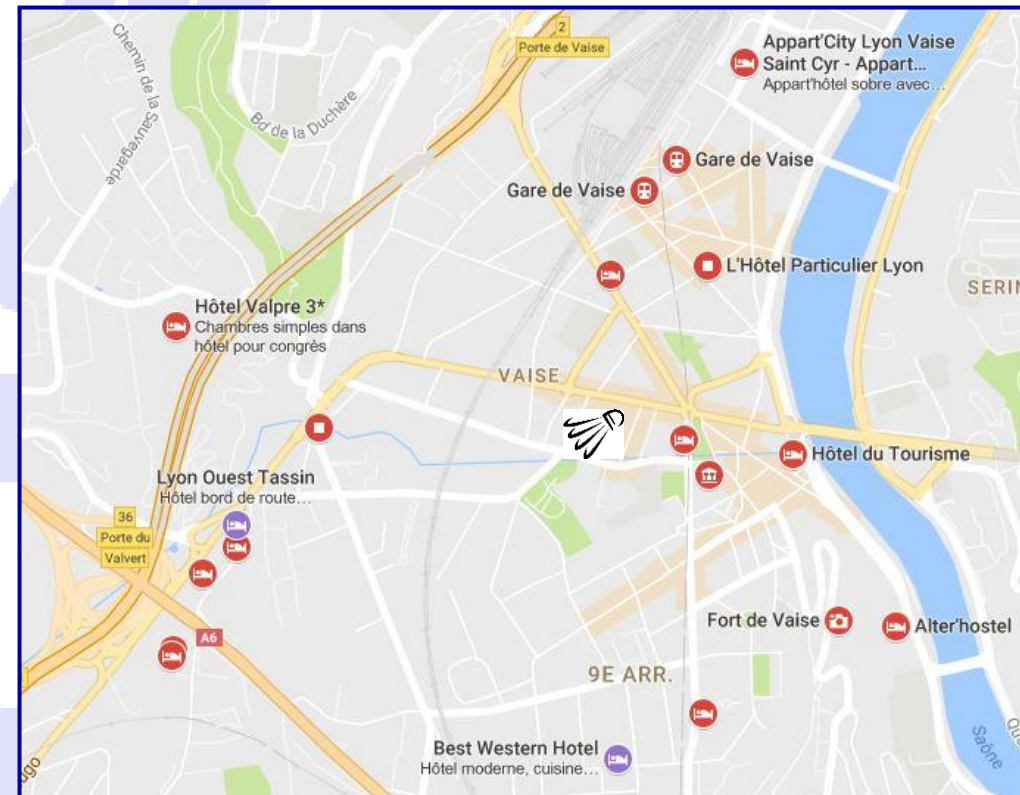 2
Porte de Vaise
Appart'City Lyon Vaise
Saint Cyr - Appart...
Appart'hôtel sobre avec...
Chemin de la Sauvegarde
Bd de la Duchère
Gare de Vaise
Gare de Vaise
L'Hôtel Particulier Lyon
Hôtel Valpre 3*
Chambres simples dans
hôtel pour congrès
VAISE
Hôtel du Tourisme
Lyon Ouest Tassin
Hôtel bord de route...
36
Porte du
Valvert
A6
Fort de Vaise
Alter'hostel
9E ARR.
Best Western Hotel
Hôtel moderne, cuisine...
Saône